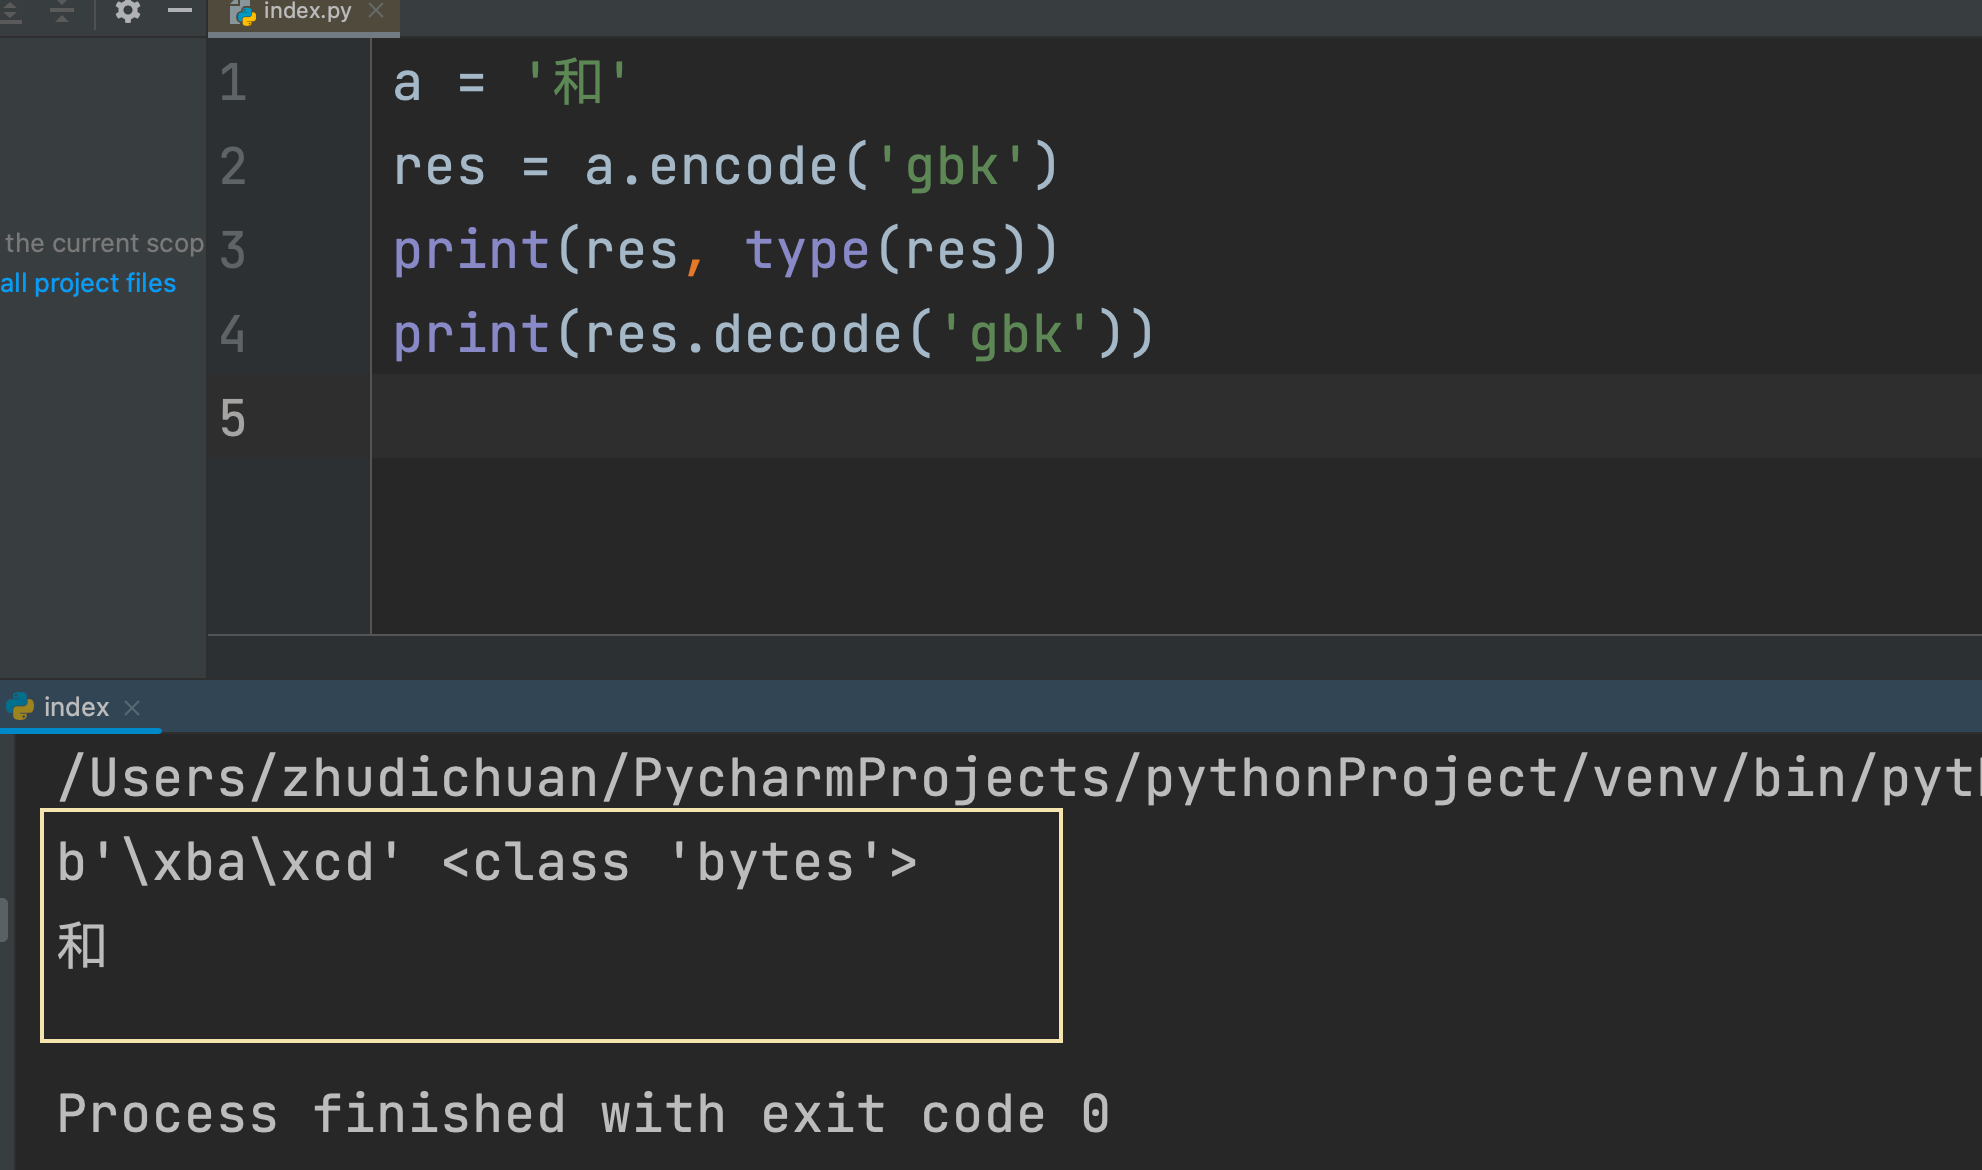 index.py
1 a = '和'
2 res = a.encode('gbk')
3 print(res, type(res))
4 print(res.decode('gbk'))
5
the current scop
all project files
index
/Users/zhudichuan/PycharmProjects/pythonProject/venv/bin/pyth
b'\xba\xcd' <class 'bytes'>
和
Process finished with exit code 0